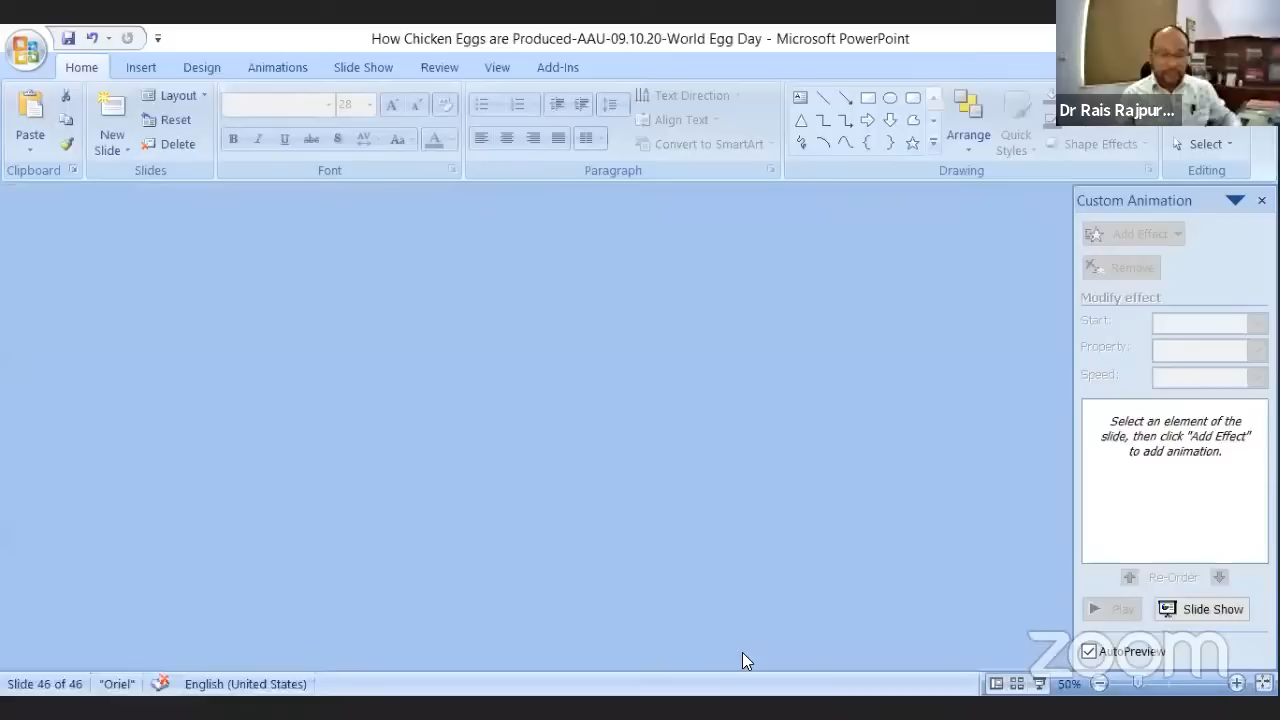 How Chicken Eggs are Produced-AAU-09.10.20-World Egg Day - Microsoft PowerPoint
Home Insert Design Animations Slide Show Review View Add-Ins
Dr Rais Rajpur...
Paste
New
Slide
Layout
Reset
Delete
28
B I U abc S AV Aa A
Text Direction
Align Text
Convert to SmartArt
Arrange
Quick
Styles
Shape Effects
Select
Clipboard Slides Font Paragraph Drawing Editing
Custom Animation
Add Effect
Remove
Modify effect
Start:
Property:
Speed:
Select an element of the
slide, then click "Add Effect"
to add animation.
Re-Order
Play Slide Show
AutoPreview
zoom
Slide 46 of 46 "Oriel" English (United States) 50%